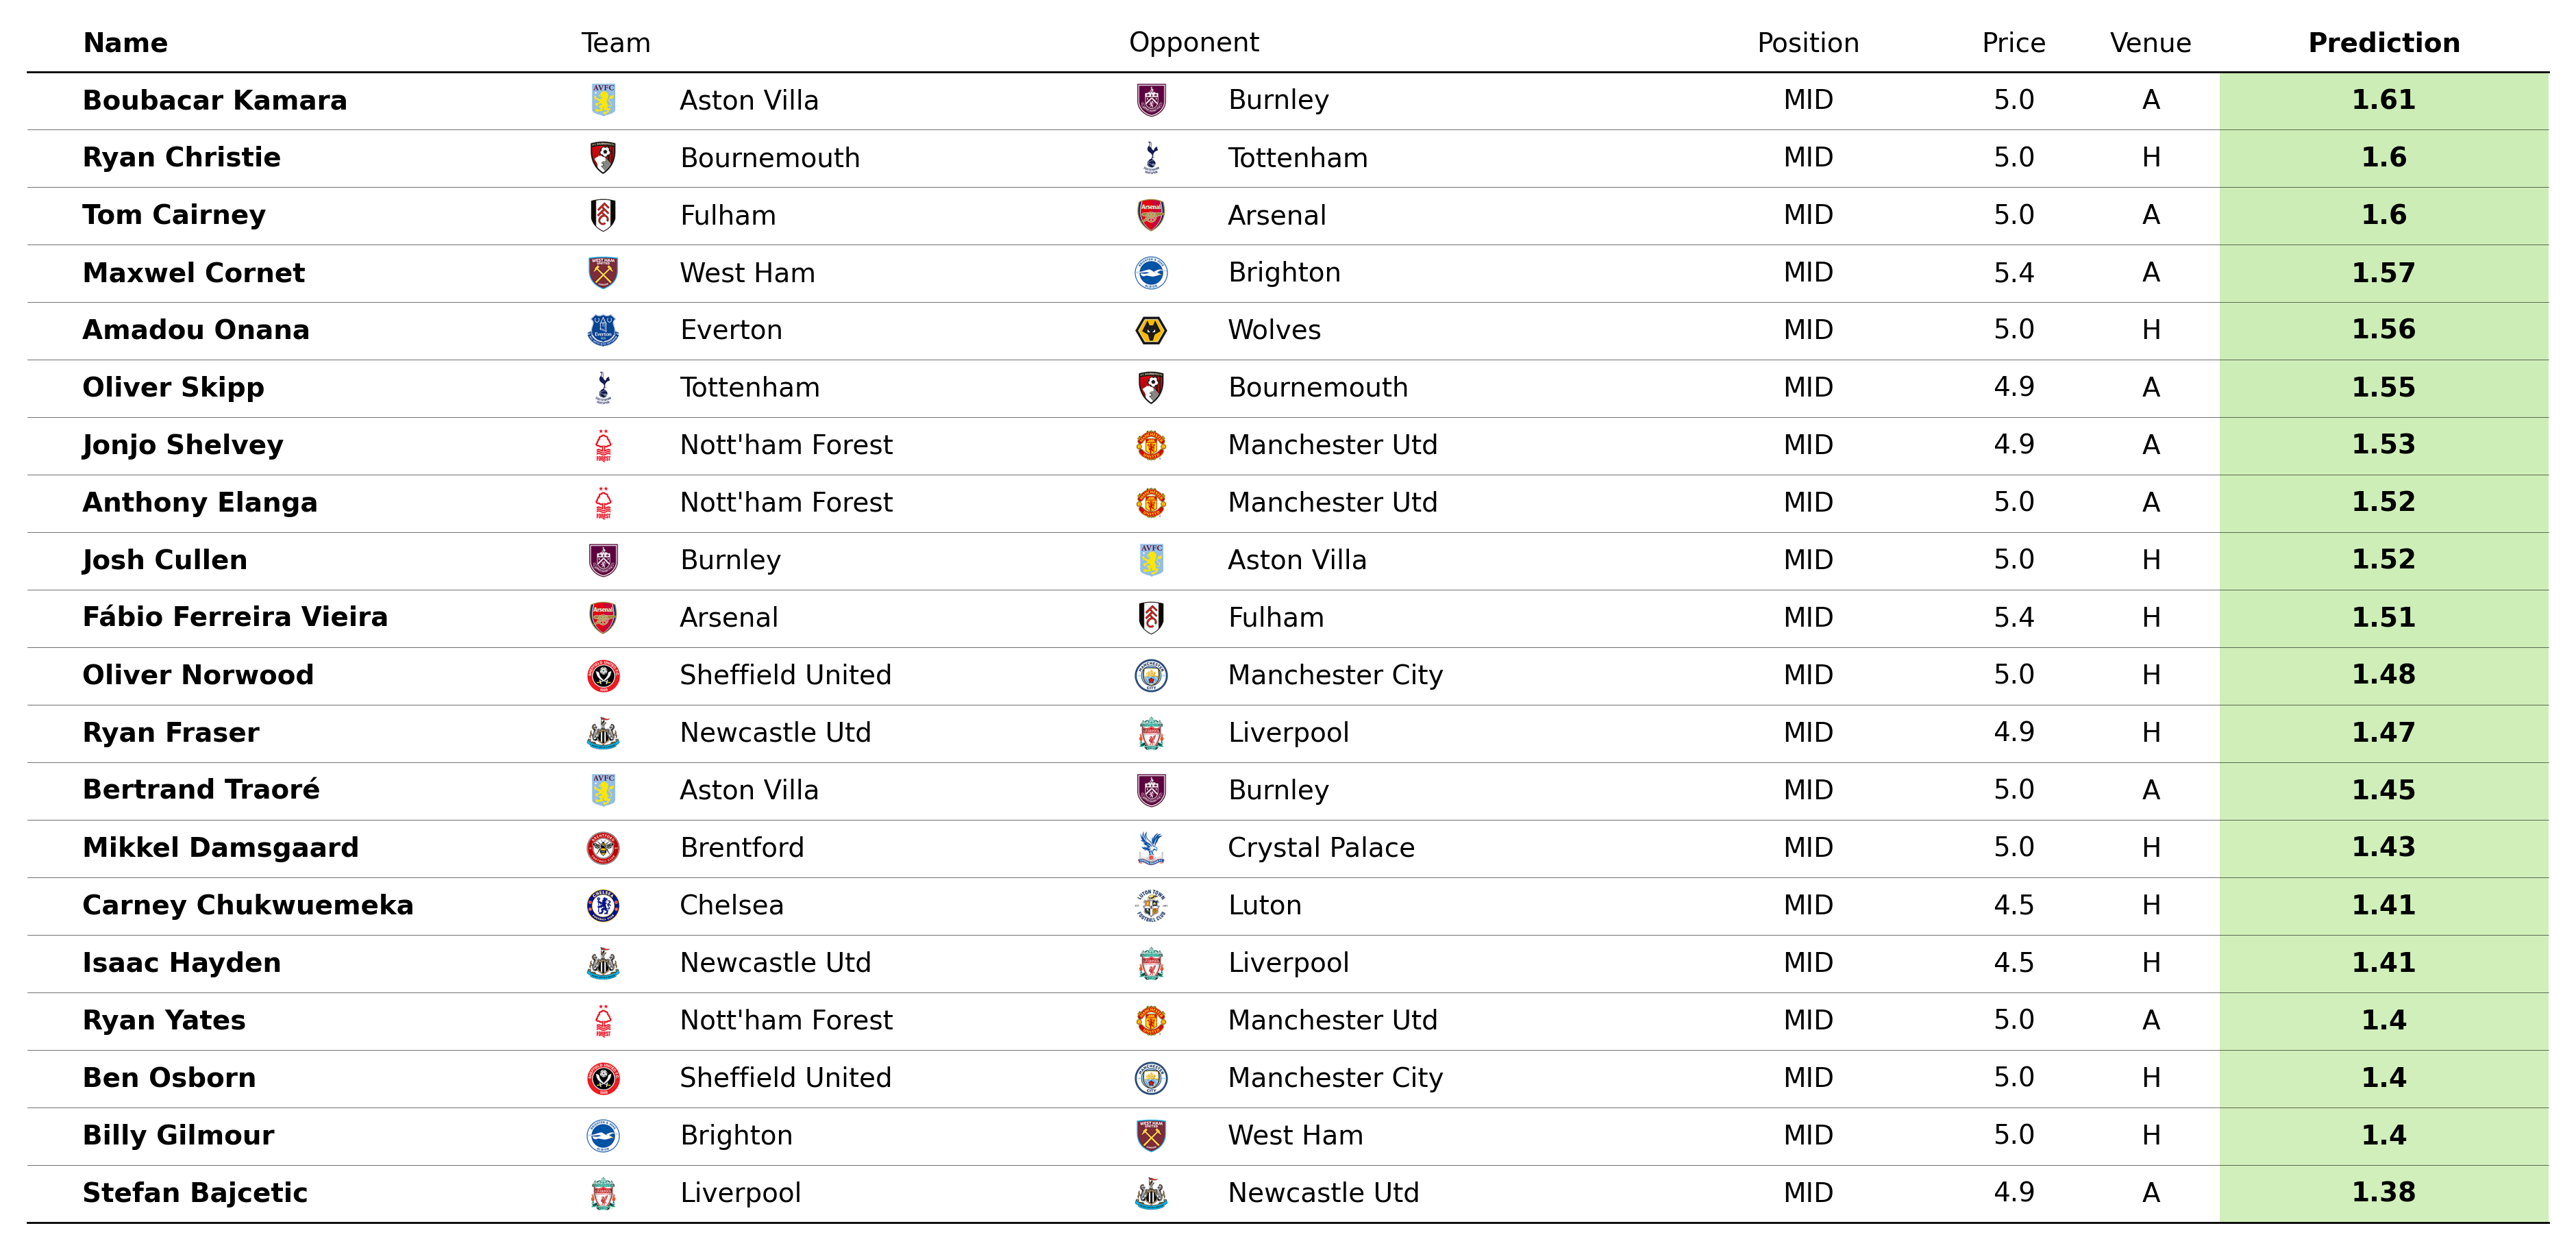 Name Team Opponent Position Price Venue Prediction
Boubacar Kamara Aston Villa Burnley MID 5.0 A 1.61
Ryan Christie Bournemouth Tottenham MID 5.0 H 1.6
Tom Cairney Fulham Arsenal MID 5.0 A 1.6
Maxwel Cornet West Ham Brighton MID 5.4 A 1.57
Amadou Onana Everton Wolves MID 5.0 H 1.56
Oliver Skipp Tottenham Bournemouth MID 4.9 A 1.55
Jonjo Shelvey Nott'ham Forest Manchester Utd MID 4.9 A 1.53
Anthony Elanga Nott'ham Forest Manchester Utd MID 5.0 A 1.52
Josh Cullen Burnley Aston Villa MID 5.0 H 1.52
Fábio Ferreira Vieira Arsenal Fulham MID 5.4 H 1.51
Oliver Norwood Sheffield United Manchester City MID 5.0 H 1.48
Ryan Fraser Newcastle Utd Liverpool MID 4.9 H 1.47
Bertrand Traoré Aston Villa Burnley MID 5.0 A 1.45
Mikkel Damsgaard Brentford Crystal Palace MID 5.0 H 1.43
Carney Chukwuemeka Chelsea Luton MID 4.5 H 1.41
Isaac Hayden Newcastle Utd Liverpool MID 4.5 H 1.41
Ryan Yates Nott'ham Forest Manchester Utd MID 5.0 A 1.4
Ben Osborn Sheffield United Manchester City MID 5.0 H 1.4
Billy Gilmour Brighton West Ham MID 5.0 H 1.4
Stefan Bajcetic Liverpool Newcastle Utd MID 4.9 A 1.38